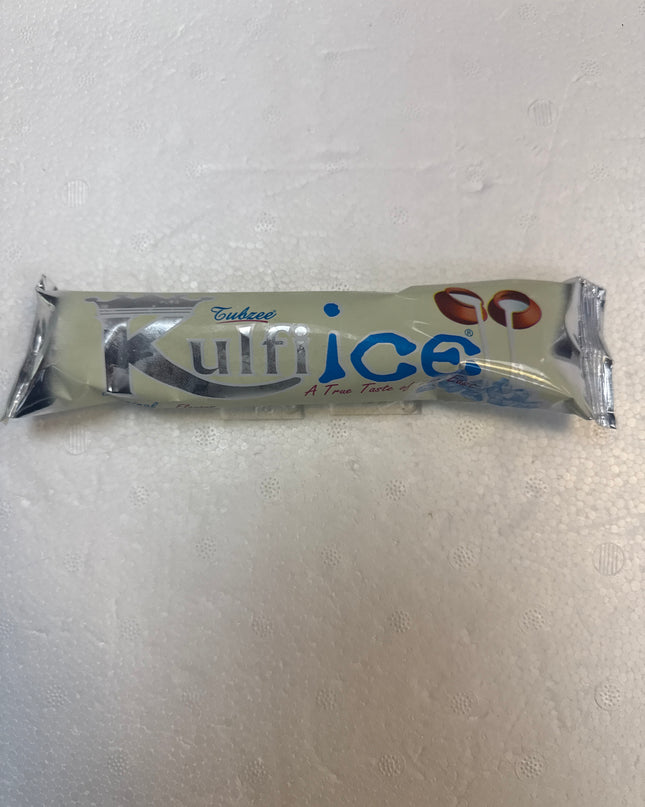 Tubzee
Kulfi ice®
A True Taste of